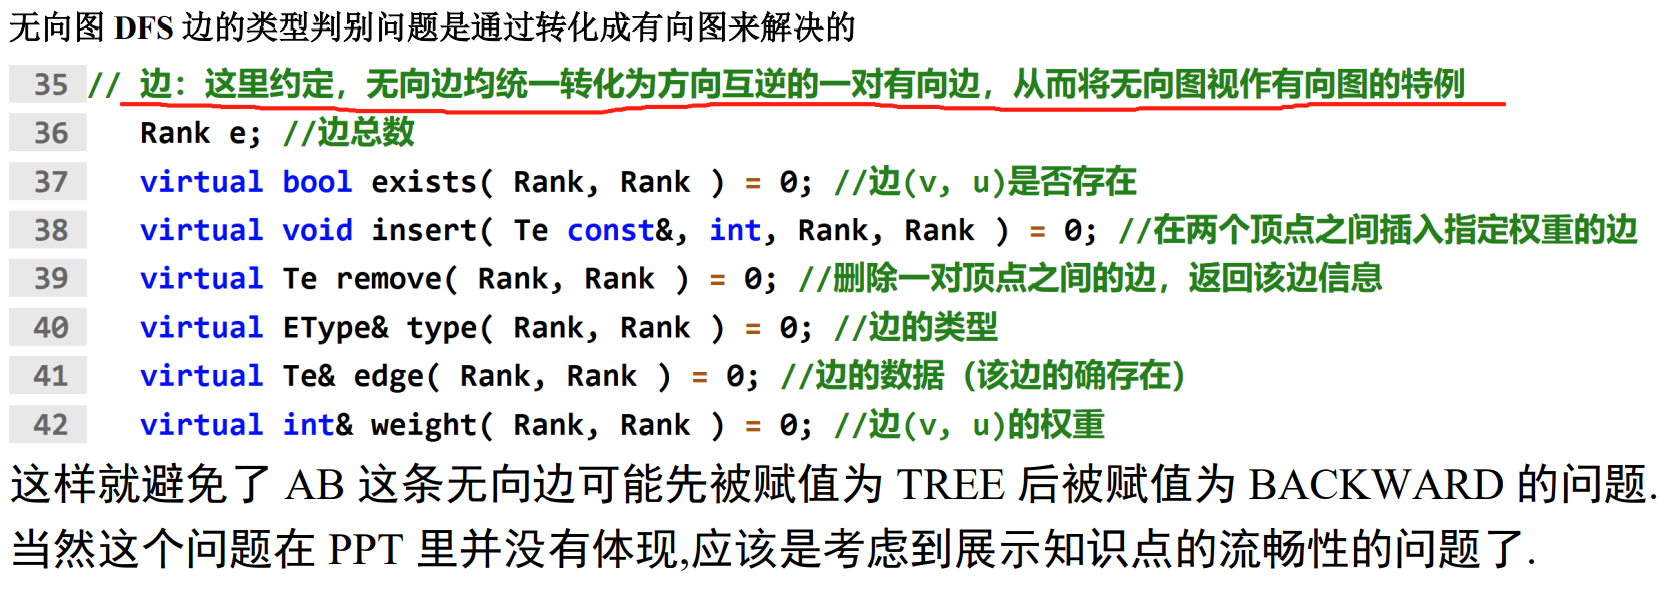 无向图 DFS 边的类型判别问题是通过转化成有向图来解决的
35 // 边：这里约定，无向边均统一转化为方向互逆的一对有向边，从而将无向图视作有向图的特例
36 Rank e; //边总数
37 virtual bool exists( Rank, Rank ) = 0; //边(v, u)是否存在
38 virtual void insert( Te const&, int, Rank, Rank ) = 0; //在两个顶点之间插入指定权重的边
39 virtual Te remove( Rank, Rank ) = 0; //删除一对顶点之间的边，返回该边信息
40 virtual EType& type( Rank, Rank ) = 0; //边的类型
41 virtual Te& edge( Rank, Rank ) = 0; //边的数据（该边的确存在）
42 virtual int& weight( Rank, Rank ) = 0; //边(v, u)的权重
这样就避免了 AB 这条无向边可能先被赋值为 TREE 后被赋值为 BACKWARD 的问题.
当然这个问题在 PPT 里并没有体现,应该是考虑到展示知识点的流畅性的问题了.